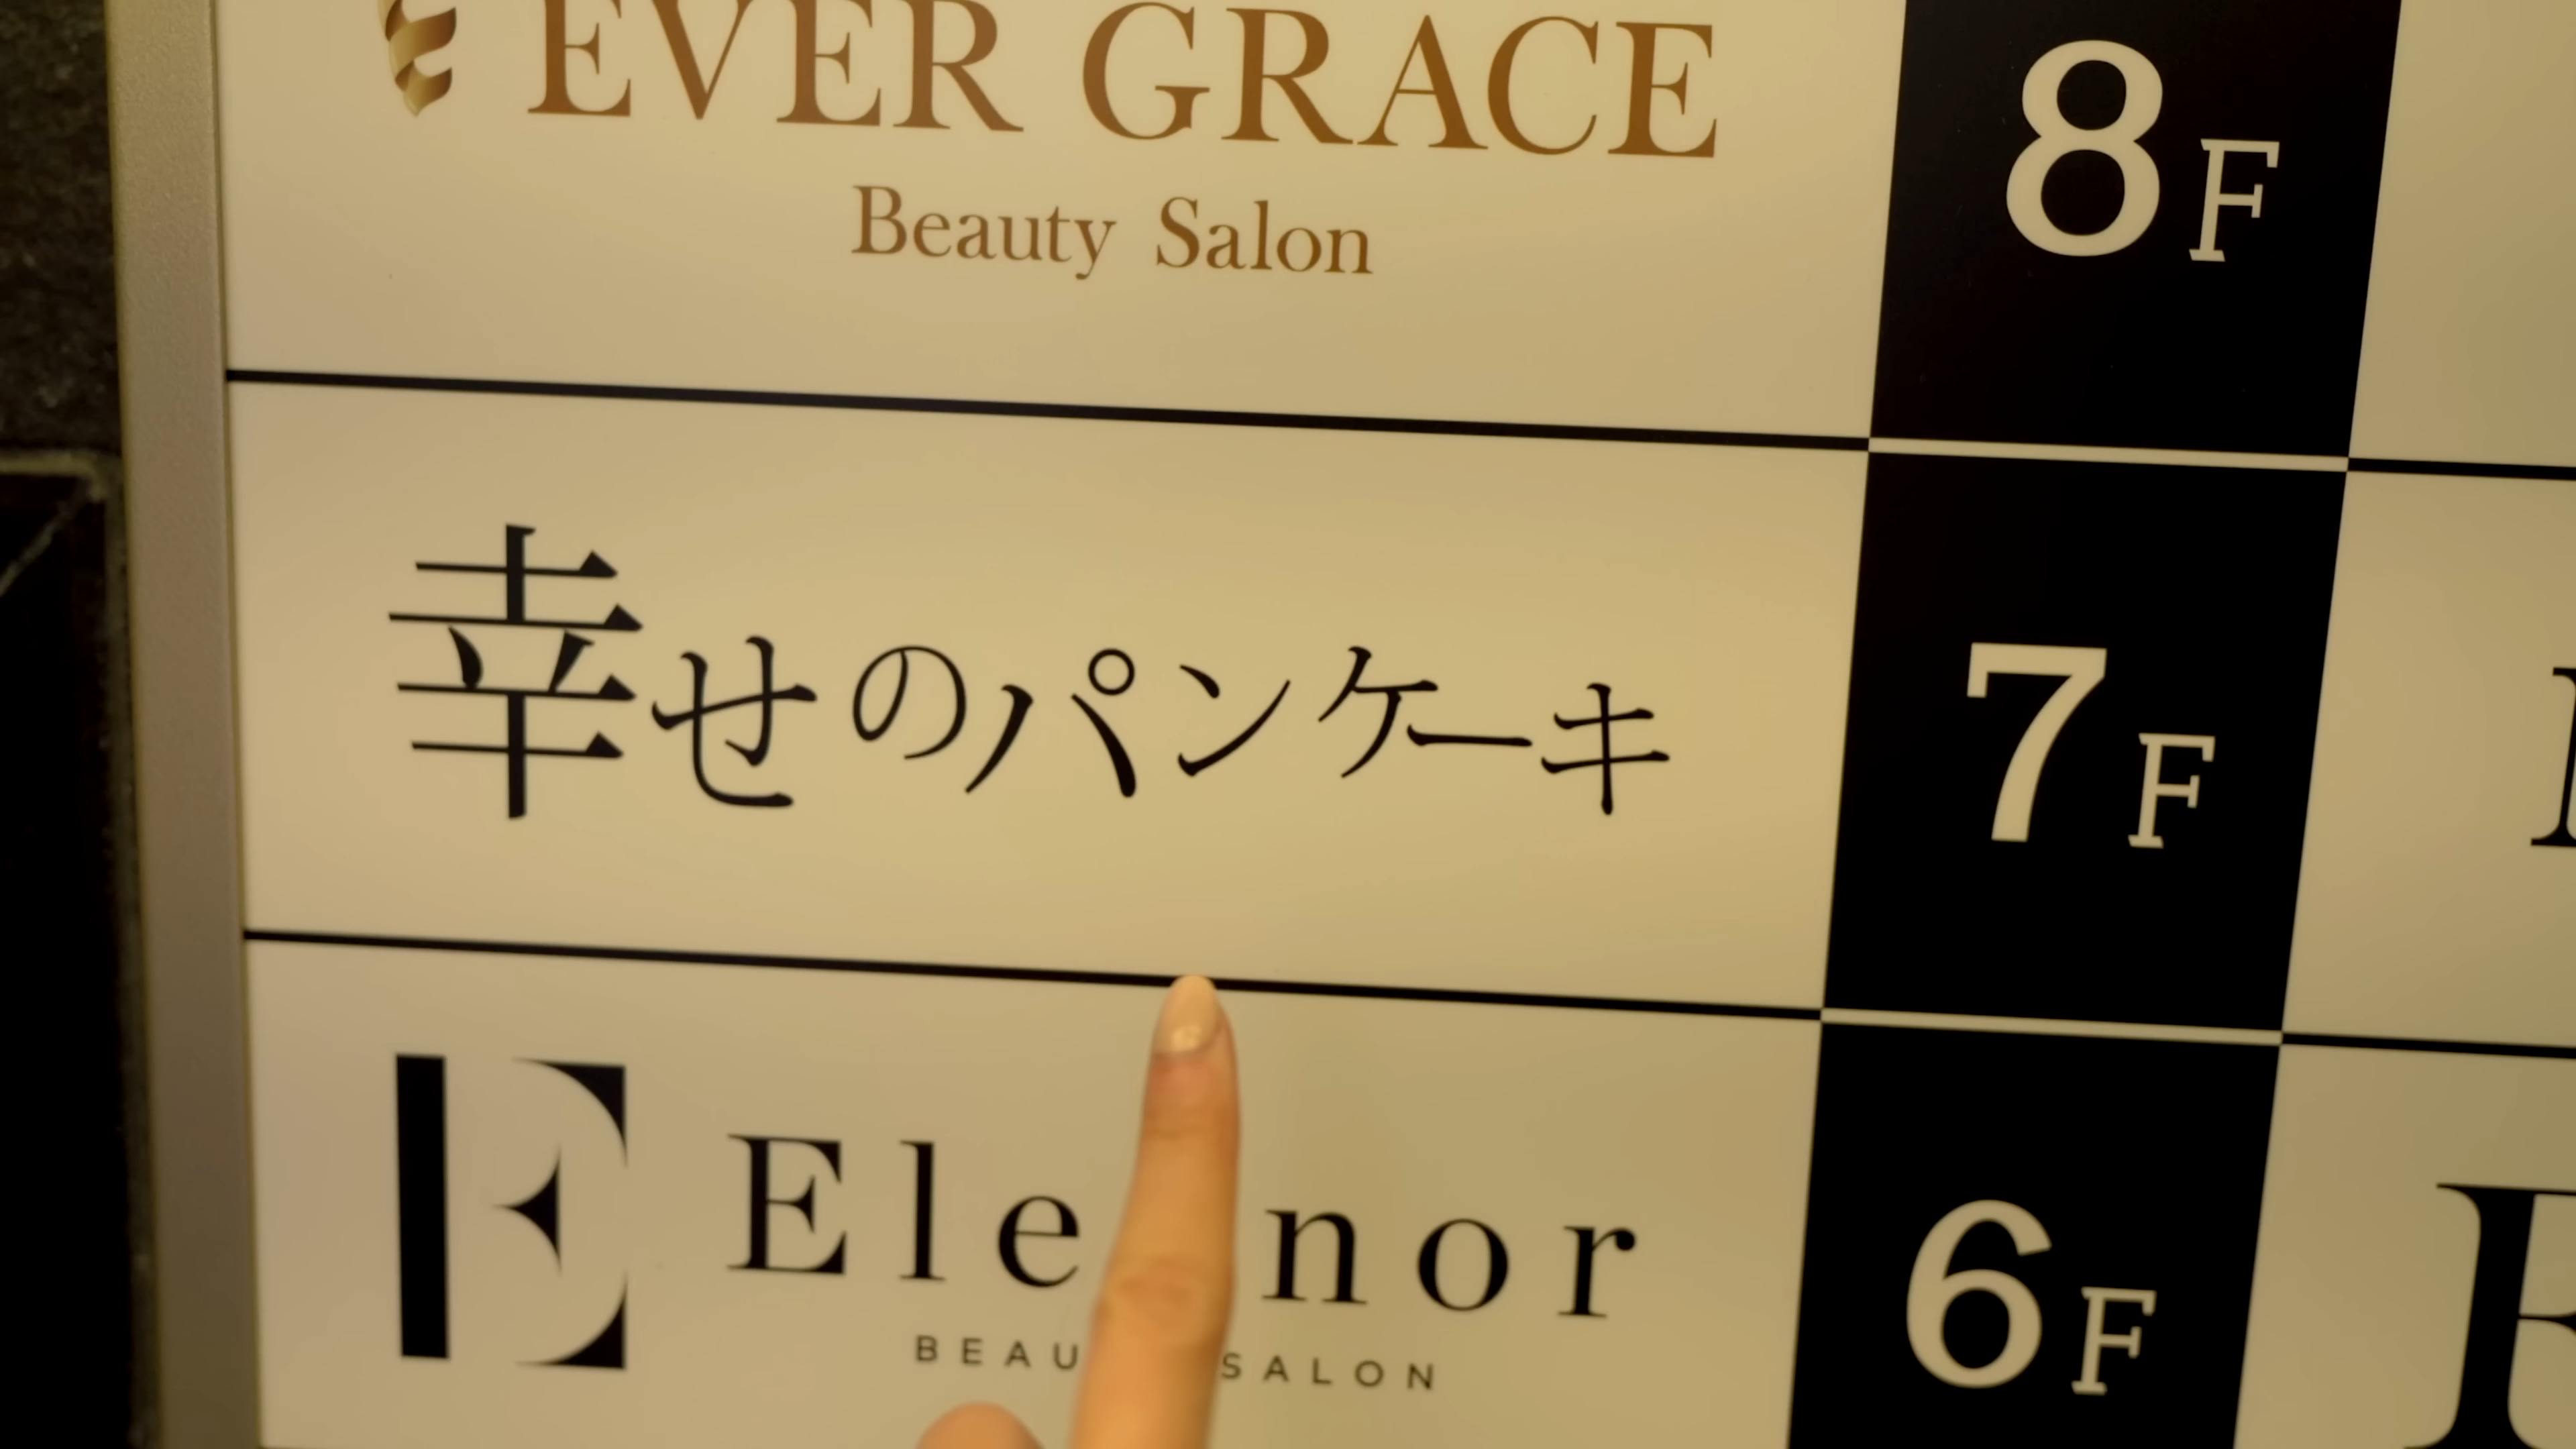 EVER GRACE
Beauty Salon
8F
幸せのパンケーキ
7F
Ele nor
BEAU SALON
6F